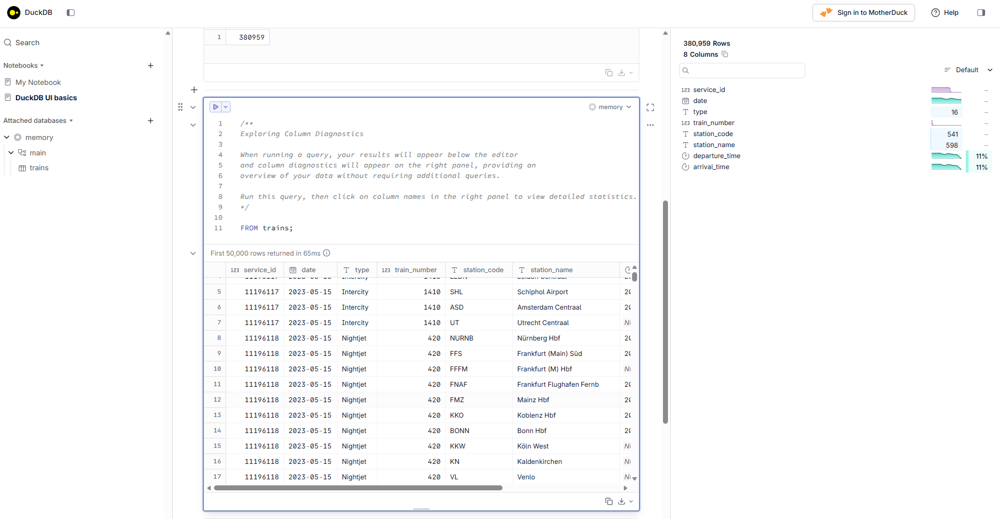 DuckDB
Sign in to MotherDuck
Help
Search
Notebooks
My Notebook
DuckDB UI basics
Attached databases
memory
main
trains
1 380959
memory
1 /**
2 Exploring Column Diagnostics
3
4 When running a query, your results will appear below the editor
5 and column diagnostics will appear on the right panel, providing an
6 overview of your data without requiring additional queries.
7
8 Run this query, then click on column names in the right panel to view detailed statistics.
9 */
10
11 FROM trains;
First 50,000 rows returned in 65ms
123 service_id date T type 123 train_number T station_code T station_name
5 11196117 2023-05-15 Intercity 1410 SHL Schiphol Airport
6 11196117 2023-05-15 Intercity 1410 ASD Amsterdam Centraal
7 11196117 2023-05-15 Intercity 1410 UT Utrecht Centraal
8 11196118 2023-05-15 Nightjet 420 NURNB Nürnberg Hbf
9 11196118 2023-05-15 Nightjet 420 FFS Frankfurt (Main) Süd
10 11196118 2023-05-15 Nightjet 420 FFFM Frankfurt (M) Hbf
11 11196118 2023-05-15 Nightjet 420 FNAF Frankfurt Flughafen Fernb
12 11196118 2023-05-15 Nightjet 420 FMZ Mainz Hbf
13 11196118 2023-05-15 Nightjet 420 KKO Koblenz Hbf
14 11196118 2023-05-15 Nightjet 420 BONN Bonn Hbf
15 11196118 2023-05-15 Nightjet 420 KKW Köln West
16 11196118 2023-05-15 Nightjet 420 KN Kaldenkirchen
17 11196118 2023-05-15 Nightjet 420 VL Venlo
380,959 Rows
8 Columns
Default
123 service_id –
date –
T type 16 –
123 train_number –
T station_code 541 –
T station_name 598 –
departure_time 11%
arrival_time 11%